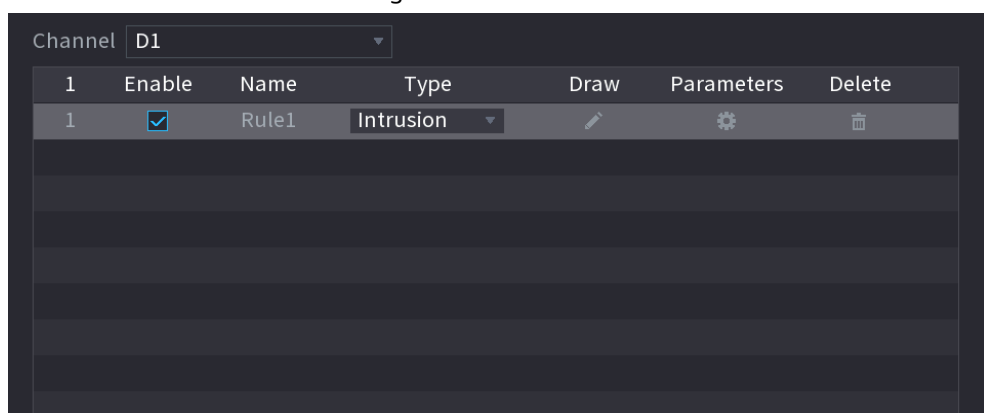 Channel D1
1 Enable Name Type Draw Parameters Delete
1 Rule1 Intrusion